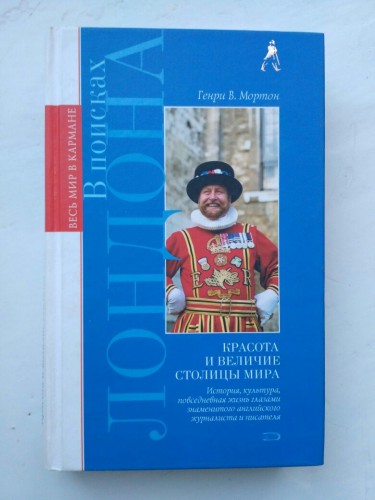 Генри В. Мортон
ВЕСЬ МИР В КАРМАНЕ
В поисках
ЛОНДОНА
КРАСОТА
И ВЕЛИЧИЕ
СТОЛИЦЫ МИРА
История, культура,
повседневная жизнь глазами
знаменитого английского
журналиста и писателя